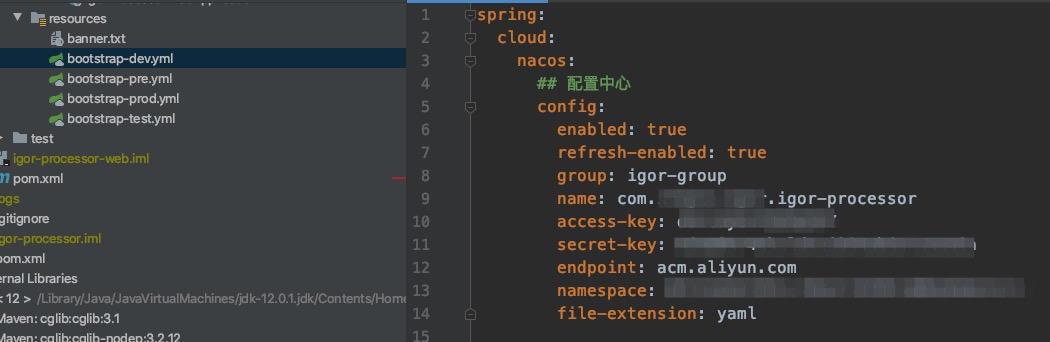 resources
banner.txt
bootstrap-dev.yml
bootstrap-pre.yml
bootstrap-prod.yml
bootstrap-test.yml
test
igor-processor-web.iml
pom.xml
ogs
gitignore
gor-processor.iml
pom.xml
ernal Libraries
< 12 > /Library/Java/JavaVirtualMachines/jdk-12.0.1.jdk/Contents/Home
Maven: cglib:cglib:3.1
Maven: cglib:cglib-nodep:3.2.12
1 spring:
2 cloud:
3 nacos:
4 ## 配置中心
5 config:
6 enabled: true
7 refresh-enabled: true
8 group: igor-group
9 name: com. .igor-processor
10 access-key:
11 secret-key:
12 endpoint: acm.aliyun.com
13 namespace:
14 file-extension: yaml
15